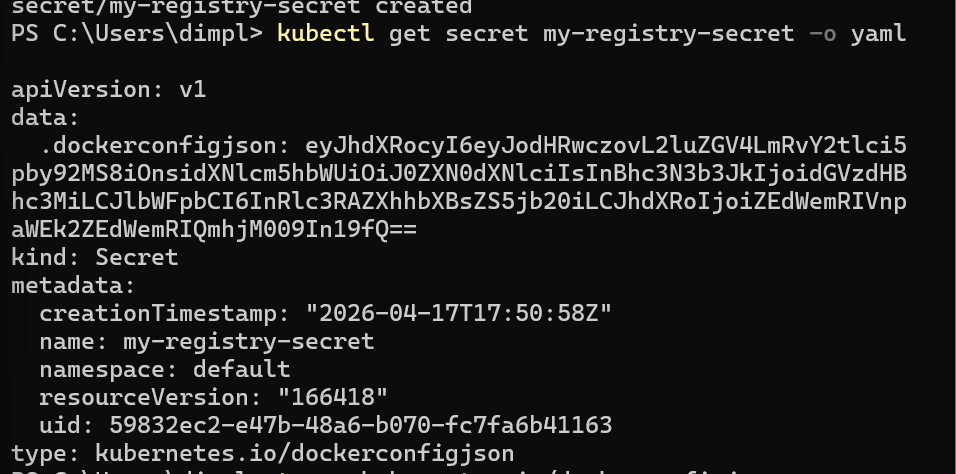 secret/my-registry-secret created
PS C:\Users\dimpl> kubectl get secret my-registry-secret -o yaml
apiVersion: v1
data:
  .dockerconfigjson: eyJhdXRocyI6eyJodHRwczovL2luZGV4LmRvY2tlci5
pby92MS8iOnsidXNlcm5hbWUiOiJ0ZXN0dXNlciIsInBhc3N3b3JkIjoidGVzdHB
hc3MiLCJlbWFpbCI6InRlc3RAZXhhbXBsZS5jb20iLCJhdXRoIjoiZEdWemRIVnp
aWEk2ZEdWemRIQmhjM009In19fQ==
kind: Secret
metadata:
  creationTimestamp: "2026-04-17T17:50:58Z"
  name: my-registry-secret
  namespace: default
  resourceVersion: "166418"
  uid: 59832ec2-e47b-48a6-b070-fc7fa6b41163
type: kubernetes.io/dockerconfigjson